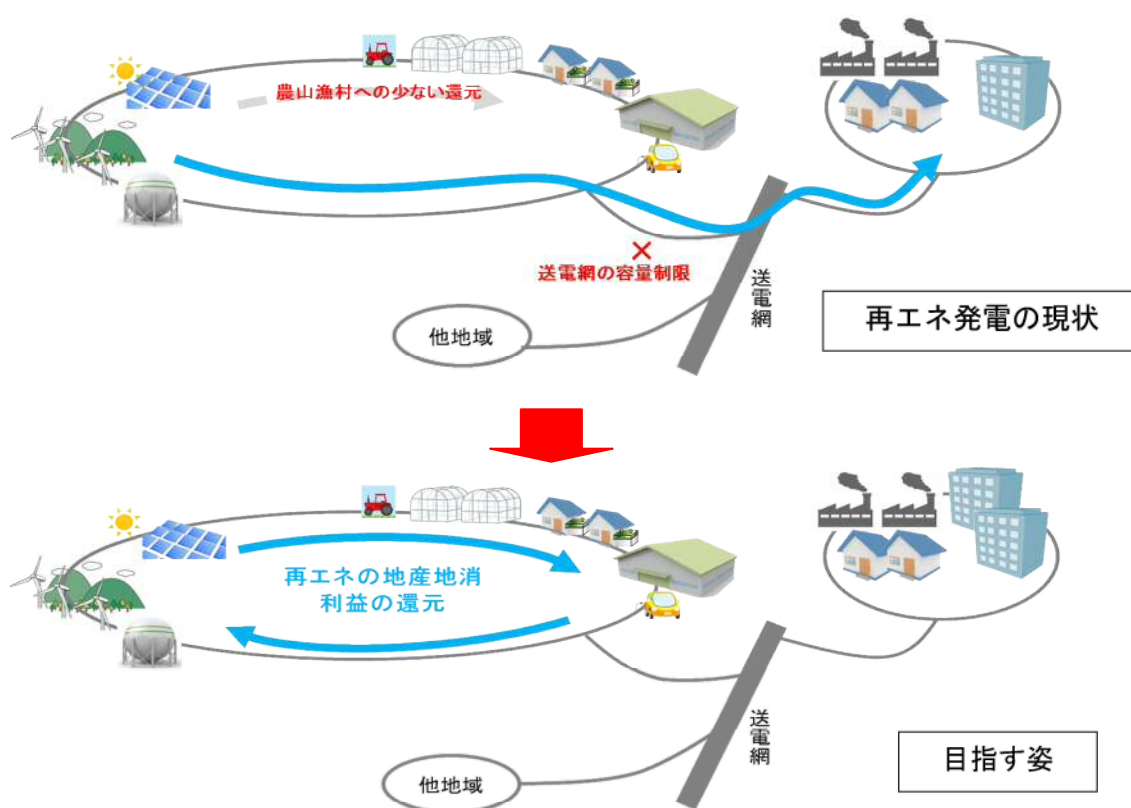 農山漁村への少ない還元
送電網の容量制限
送電網
他地域
再エネ発電の現状
再エネの地産地消
利益の還元
送電網
他地域
目指す姿